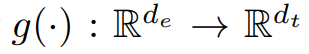 g(·) : ℝ^{d_e} → ℝ^{d_t}